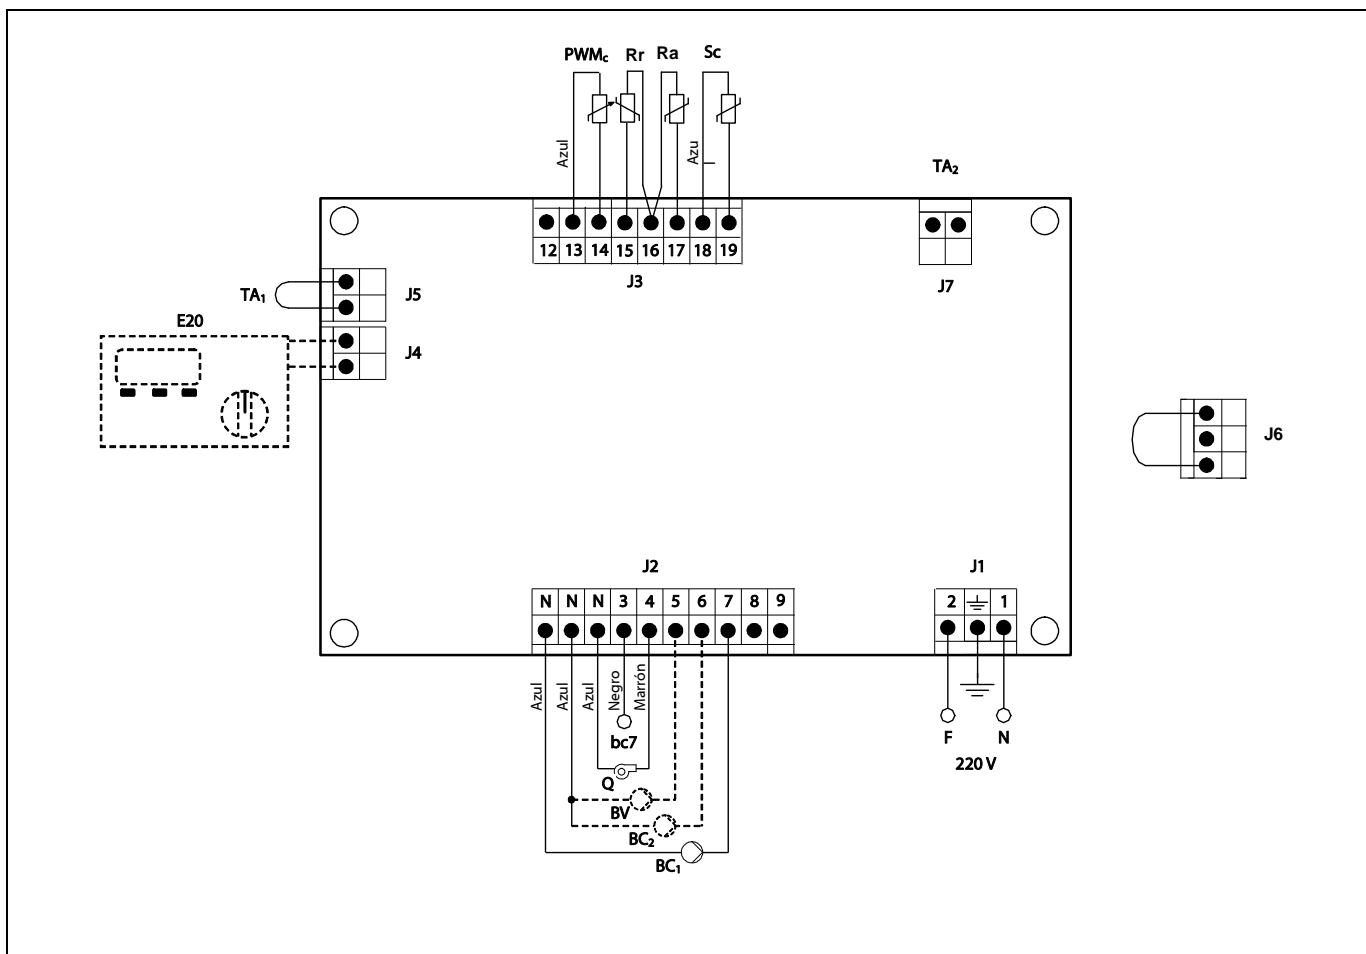 PWMc Rr Ra Sc
Azul
Azu
l
TA2
12 13 14 15 16 17 18 19
J3
J7
TA1
J5
E20
J4
J6
J2
J1
N N N 3 4 5 6 7 8 9
2 1
Azul
Azul
Azul
Negro
Marrón
bc7
F N
220 V
Q
BV
BC2
BC1